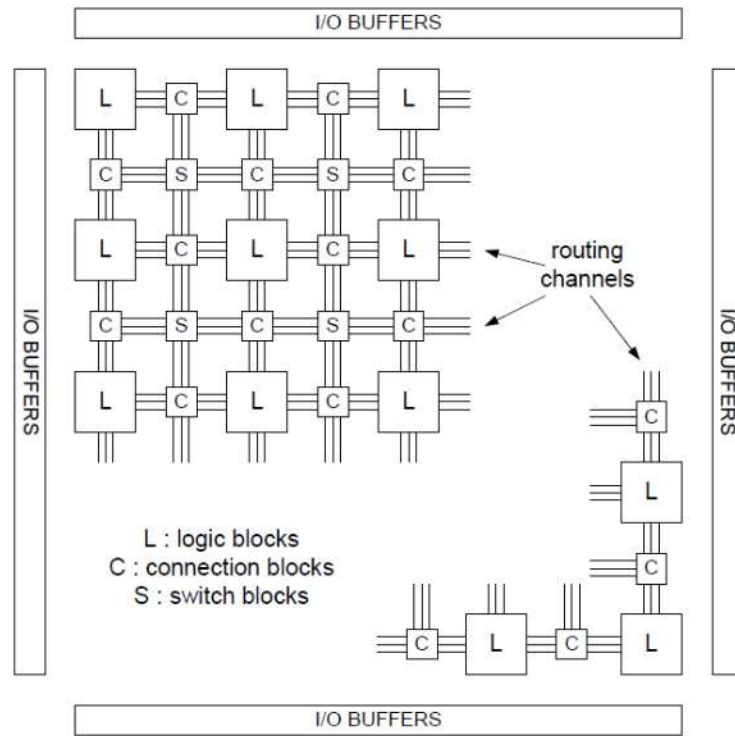 I/O BUFFERS
L C L C L
C S C S C
L C L C L
routing
channels
C S C S C
I/O BUFFERS
I/O BUFFERS
L C L C L
C
L
L : logic blocks
C : connection blocks
S : switch blocks
C
C L C L
I/O BUFFERS